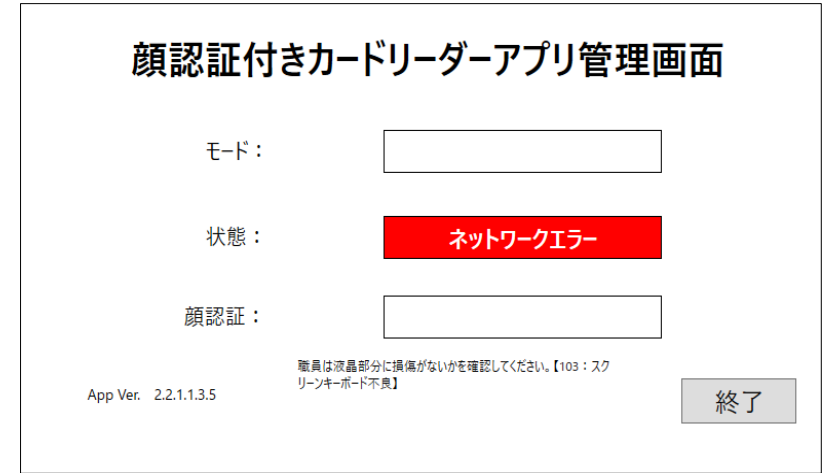 顔認証付きカードリーダーアプリ管理画面
モード：
状態：
ネットワークエラー
顔認証：
職員は液晶部分に損傷がないかを確認してください。【103：スク
リーンキーボード不良】
App Ver. 2.2.1.1.3.5
終了